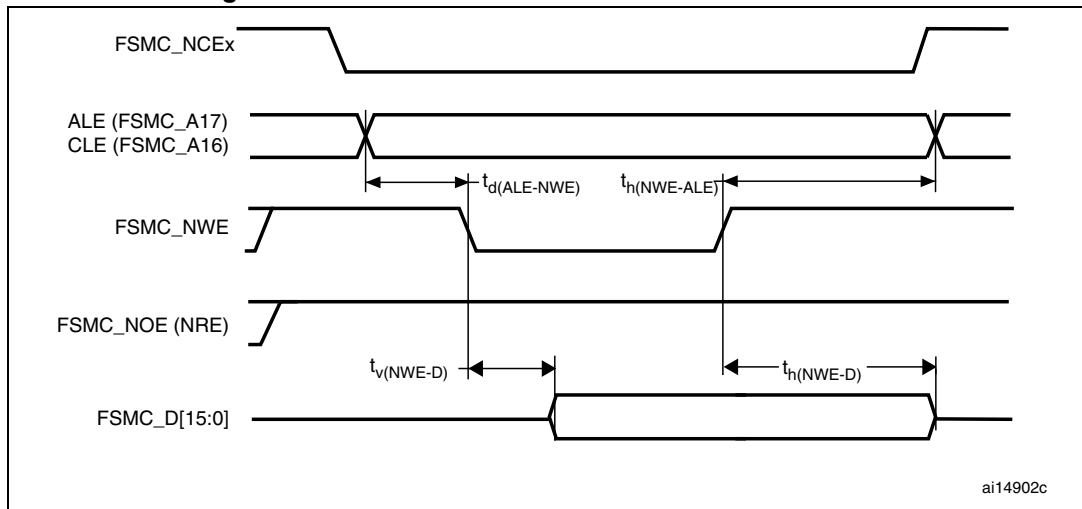 FSMC_NCEx
ALE (FSMC_A17)
CLE (FSMC_A16)
td(ALE-NWE)
th(NWE-ALE)
FSMC_NWE
FSMC_NOE (NRE)
tv(NWE-D)
th(NWE-D)
FSMC_D[15:0]
ai14902c